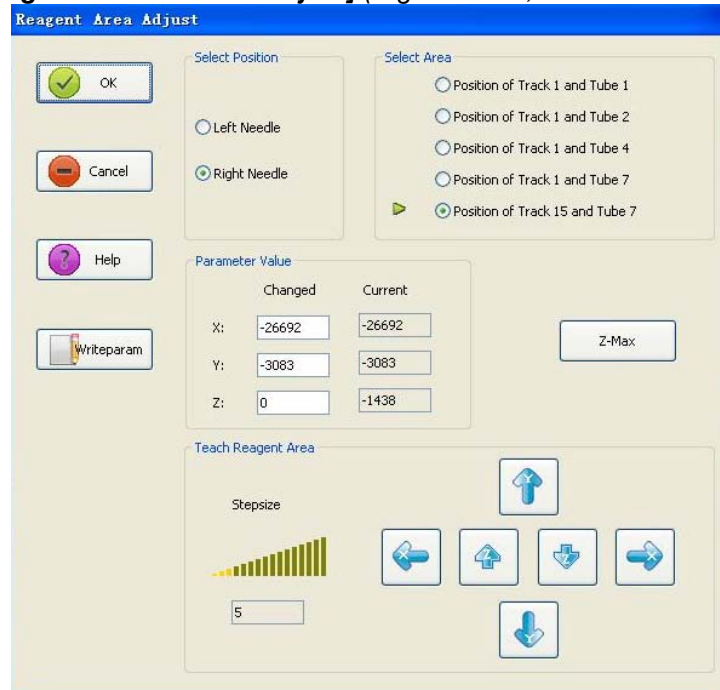 Reagent Area Adjust
OK
Cancel
Help
Writeparam
Select Position
Left Needle
Right Needle
Select Area
Position of Track 1 and Tube 1
Position of Track 1 and Tube 2
Position of Track 1 and Tube 4
Position of Track 1 and Tube 7
Position of Track 15 and Tube 7
Parameter Value
Changed Current
X: -26692 -26692
Y: -3083 -3083
Z: 0 -1438
Z-Max
Teach Reagent Area
Stepsize
5
Y
X Z Z X
Y